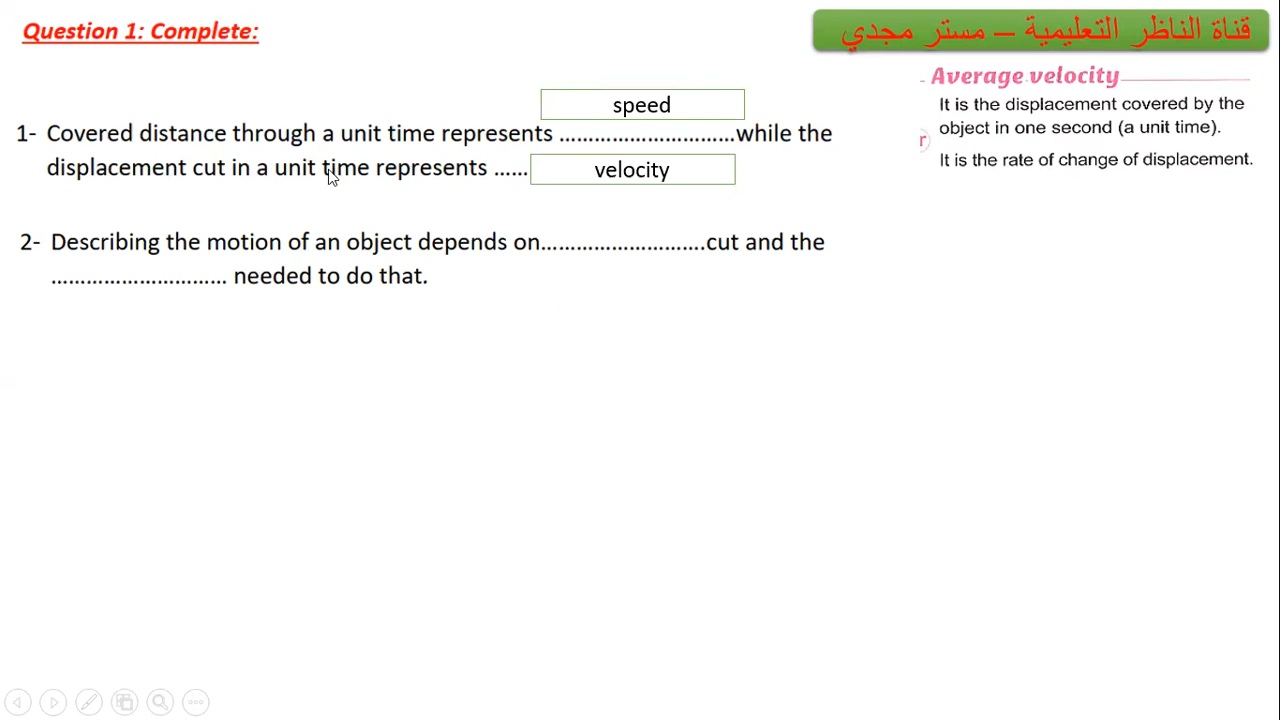 Question 1: Complete:
قناة الناظر التعليمية – مستر مجدي
Average velocity
It is the displacement covered by the
object in one second (a unit time).
r
It is the rate of change of displacement.
speed
1- Covered distance through a unit time represents ..............................while the
displacement cut in a unit time represents ......
velocity
2- Describing the motion of an object depends on............................cut and the
.............................. needed to do that.